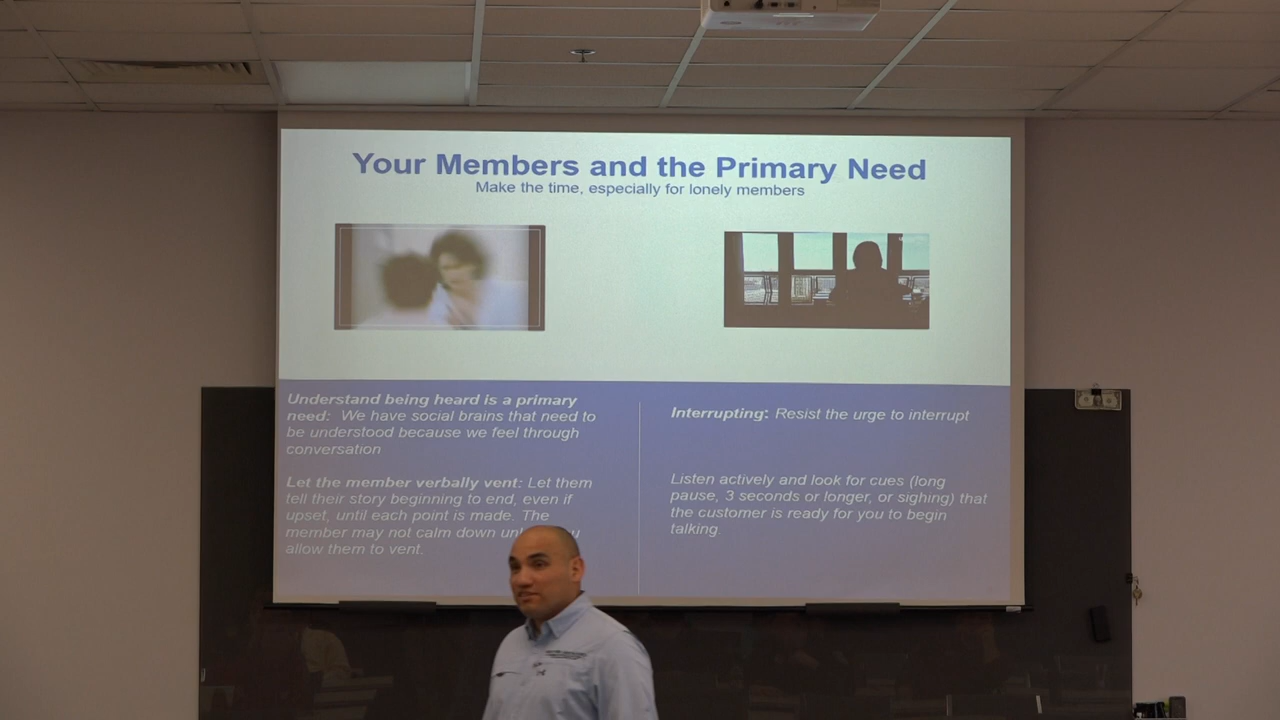 Your Members and the Primary Need
Make the time, especially for lonely members
Understand being heard is a primary
need: We have social brains that need to
be understood because we feel through
conversation
Let the member verbally vent: Let them
tell their story beginning to end, even if
upset, until each point is made. The
member may not calm down
allow them to vent.
Interrupting: Resist the urge to interrupt
Listen actively and look for cues (long
pause, 3 seconds or longer, or sighing) that
the customer is ready for you to begin
talking.